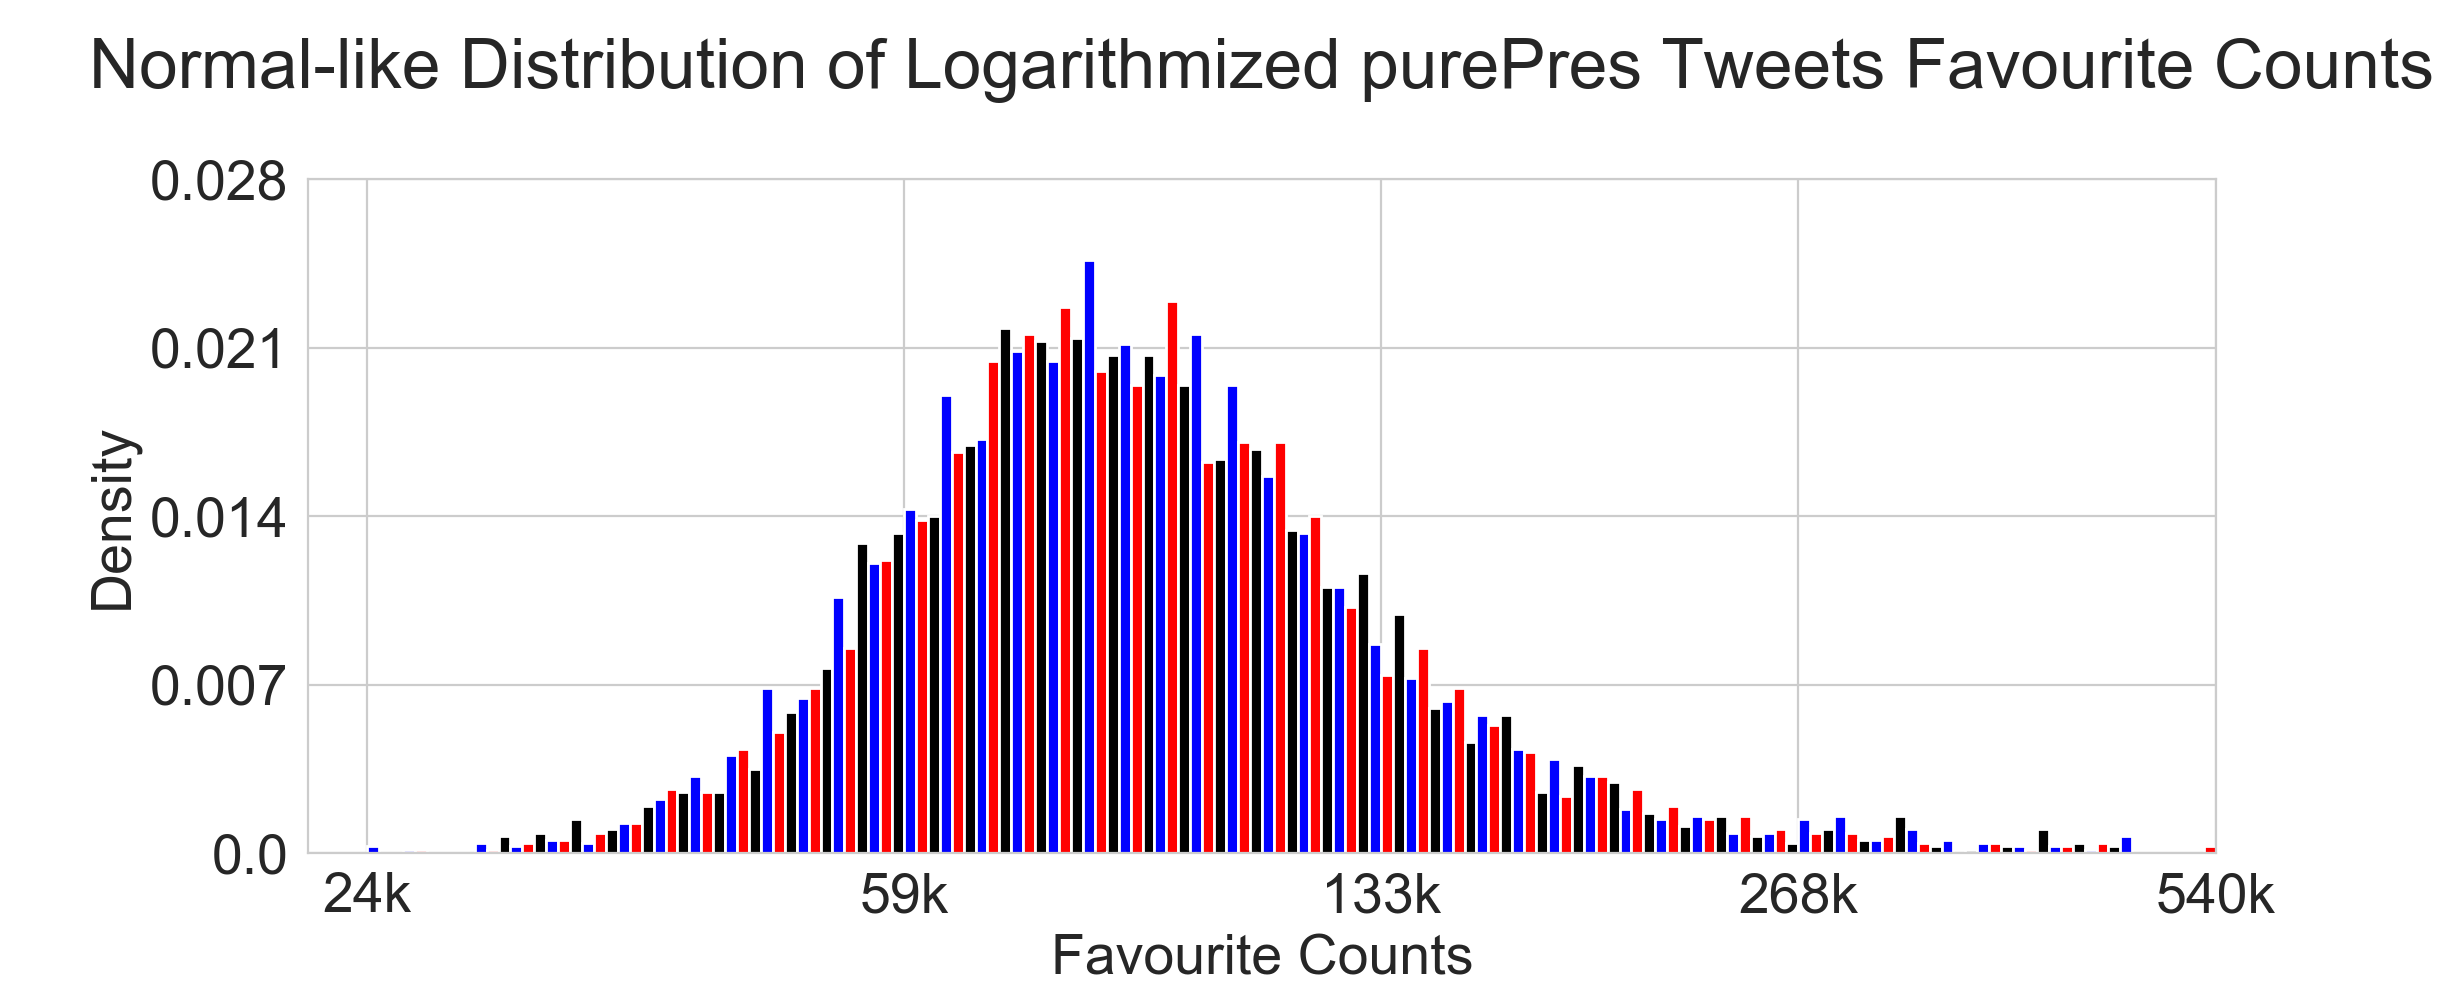 Normal-like Distribution of Logarithmized purePres Tweets Favourite Counts
0.028
0.021
0.014
0.007
0.0
Density
24k 59k 133k 268k 540k
Favourite Counts